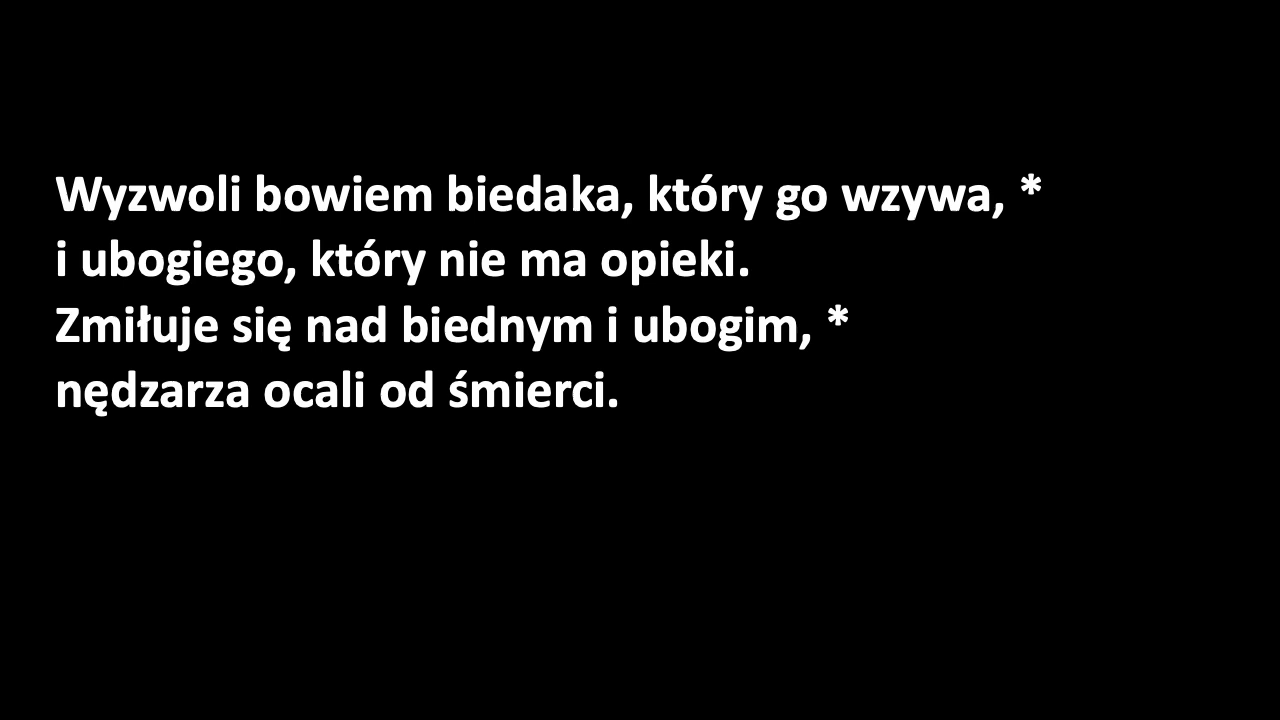 Wyzwoli bowiem biedaka, który go wzywa, *
i ubogiego, który nie ma opieki.
Zmiłuje się nad biednym i ubogim, *
nędzarza ocali od śmierci.